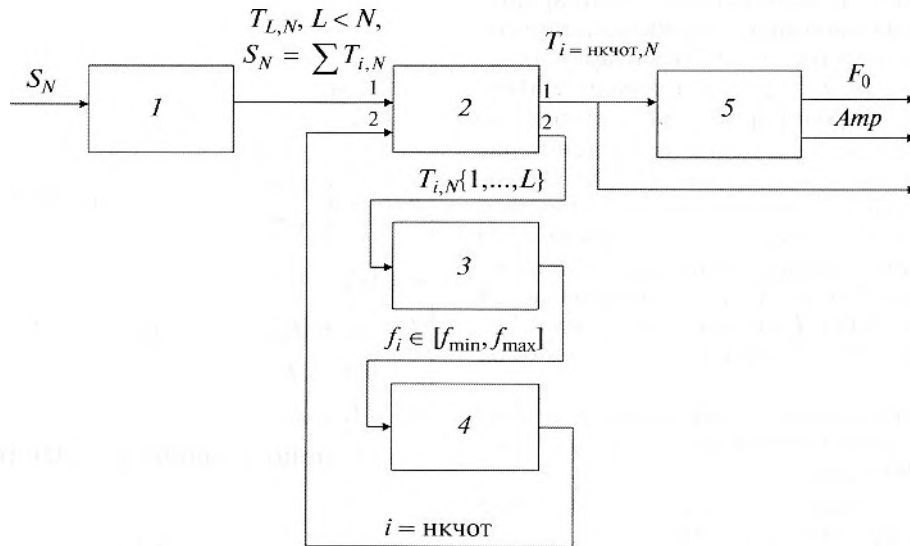 T_{L,N}, L < N,
S_N = ∑ T_{i,N}
T_{i = нкчот,N}
S_N
1
1
2
2
1
2
5
F_0
Amp
T_{i,N}{1,...,L}
3
f_i ∈ [f_min, f_max]
4
i = нкчот